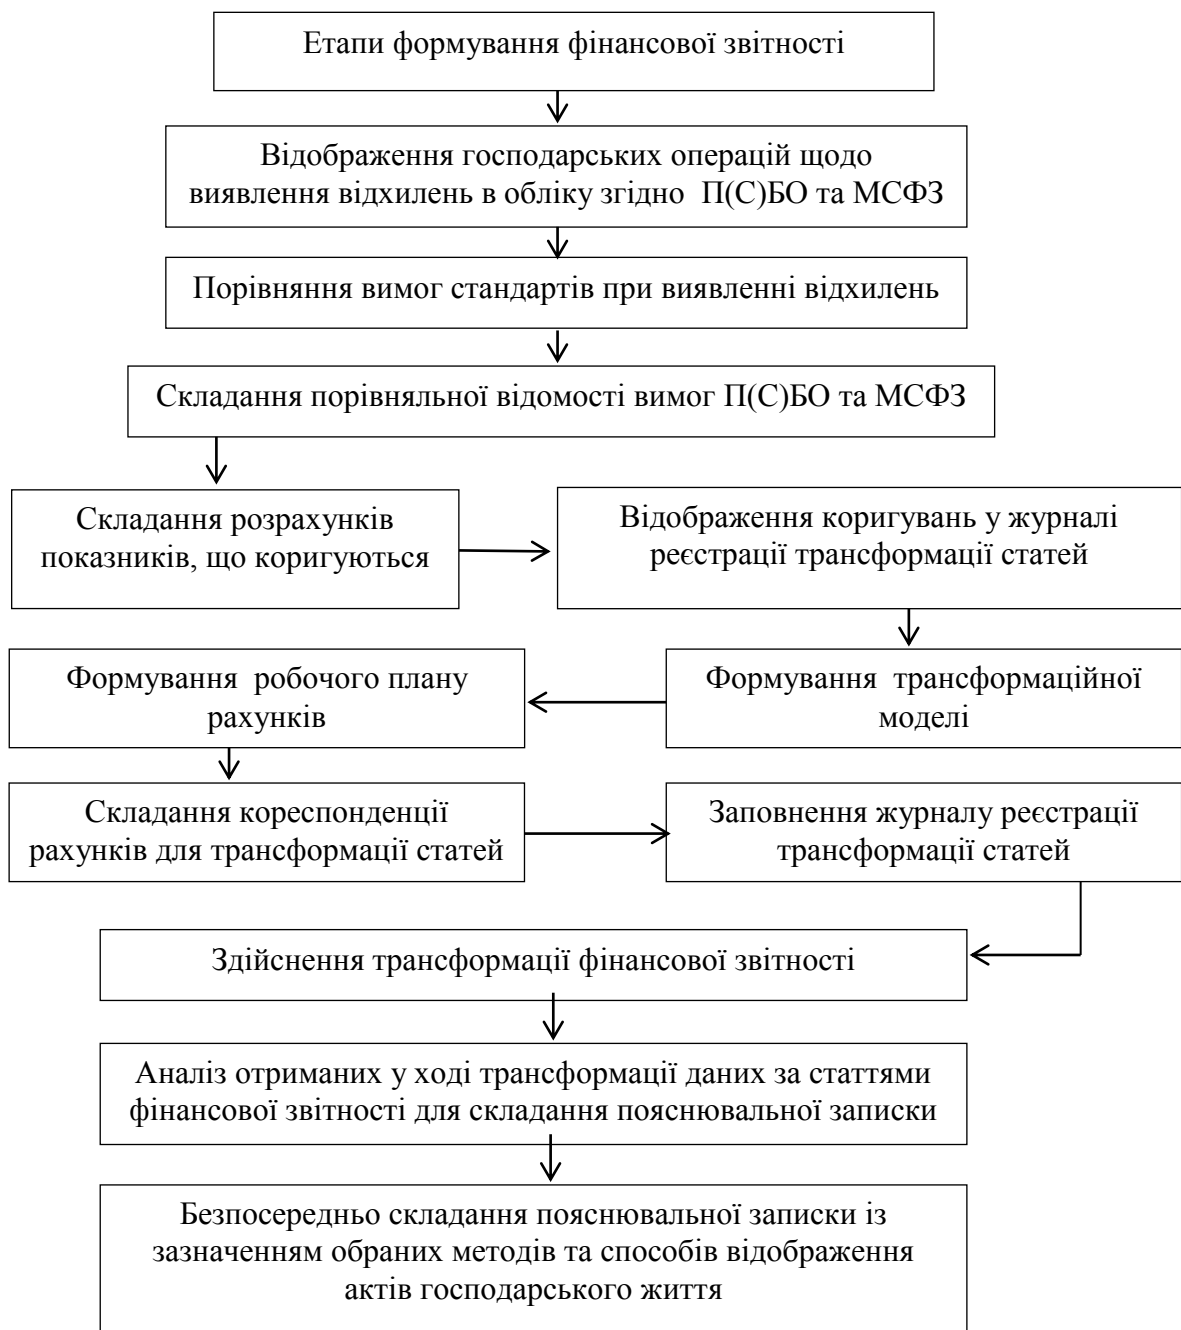 Етапи формування фінансової звітності
Відображення господарських операцій щодо
виявлення відхилень в обліку згідно П(С)БО та МСФЗ
Порівняння вимог стандартів при виявленні відхилень
Складання порівняльної відомості вимог П(С)БО та МСФЗ
Складання розрахунків
показників, що коригуються
Відображення коригувань у журналі
реєстрації трансформації статей
Формування трансформаційної
моделі
Формування робочого плану
рахунків
Складання кореспонденції
рахунків для трансформації статей
Заповнення журналу реєстрації
трансформації статей
Здійснення трансформації фінансової звітності
Аналіз отриманих у ході трансформації даних за статтями
фінансової звітності для складання пояснювальної записки
Безпосередньо складання пояснювальної записки із
зазначенням обраних методів та способів відображення
актів господарського життя